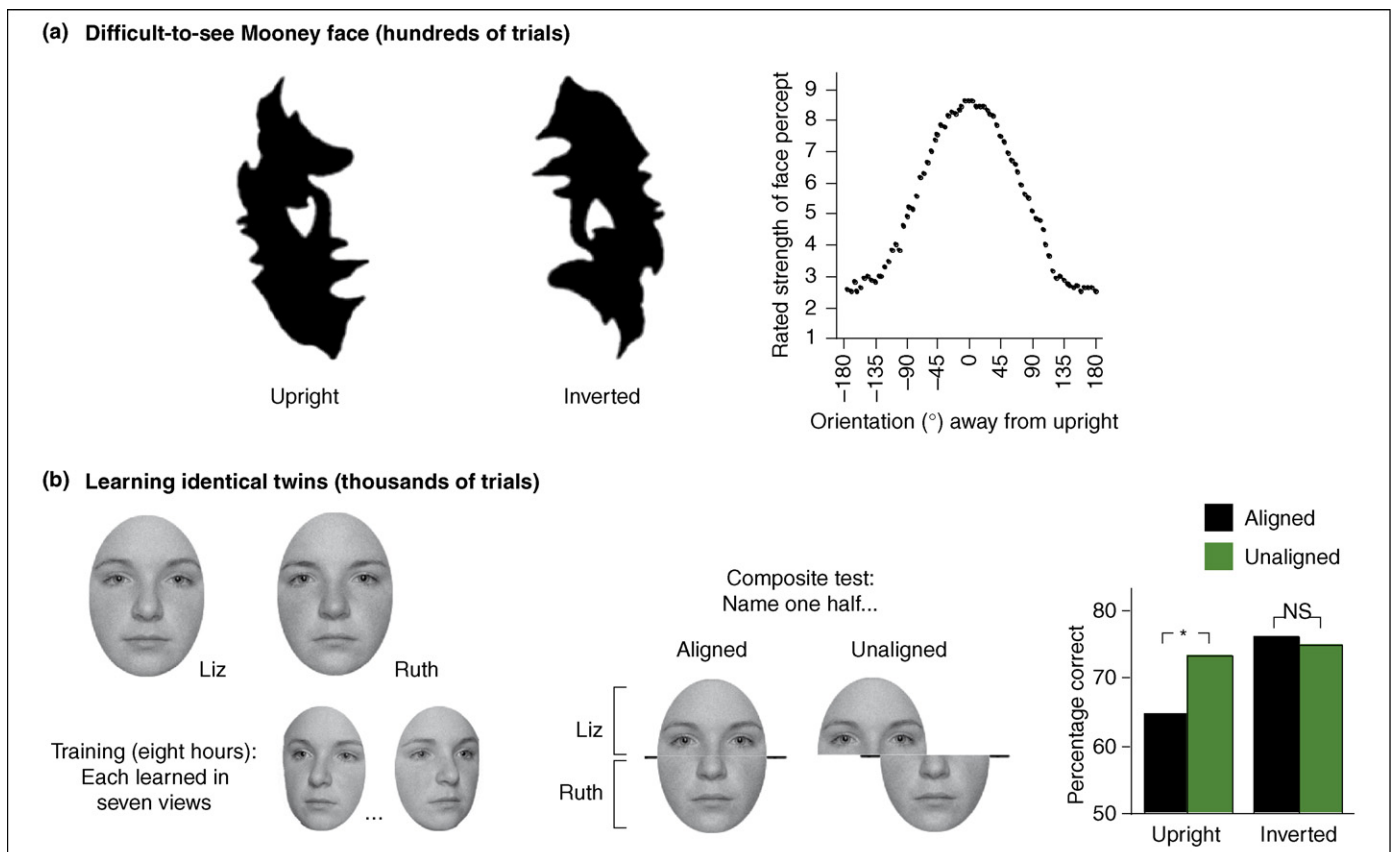 (a) Difficult-to-see Mooney face (hundreds of trials)
Upright
Inverted
Rated strength of face percept
9
8
7
6
5
4
3
2
1
−180
−135
−90
−45
0
45
90
135
180
Orientation (°) away from upright
(b) Learning identical twins (thousands of trials)
Liz
Ruth
Training (eight hours):
Each learned in
seven views
...
Composite test:
Name one half...
Aligned
Unaligned
Liz
Ruth
Aligned
Unaligned
Percentage correct
80
70
60
50
*
NS
Upright
Inverted